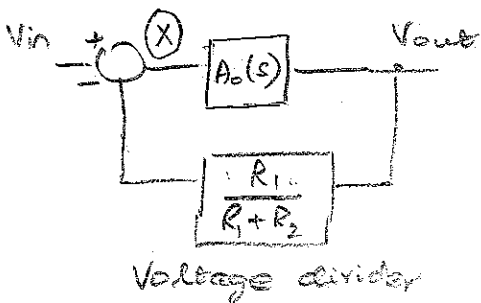 Vin + X Vout
−
A₀(s)
R₁
R₁ + R₂
Voltage divider